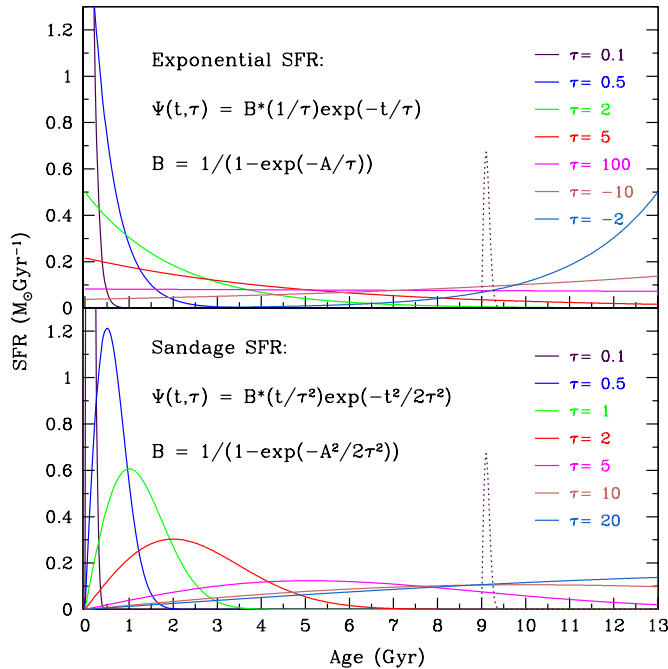 1.2
1
0.8
0.6
0.4
0.2
0
Exponential SFR:
Ψ(t,τ) = B*(1/τ)exp(−t/τ)
B = 1/(1−exp(−A/τ))
τ= 0.1
τ= 0.5
τ= 2
τ= 5
τ= 100
τ= −10
τ= −2
SFR (M⊙Gyr⁻¹)
1.2
1
0.8
0.6
0.4
0.2
0
Sandage SFR:
Ψ(t,τ) = B*(t/τ²)exp(−t²/2τ²)
B = 1/(1−exp(−A²/2τ²))
τ= 0.1
τ= 0.5
τ= 1
τ= 2
τ= 5
τ= 10
τ= 20
0 1 2 3 4 5 6 7 8 9 10 11 12 13
Age (Gyr)